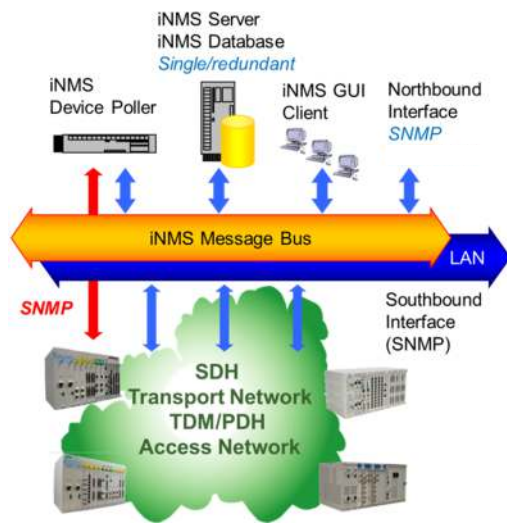 iNMS Server
iNMS Database
Single/redundant
iNMS
Device Poller
iNMS GUI
Client
Northbound
Interface
SNMP
iNMS Message Bus
LAN
SNMP
Southbound
Interface
(SNMP)
SDH
Transport Network
TDM/PDH
Access Network